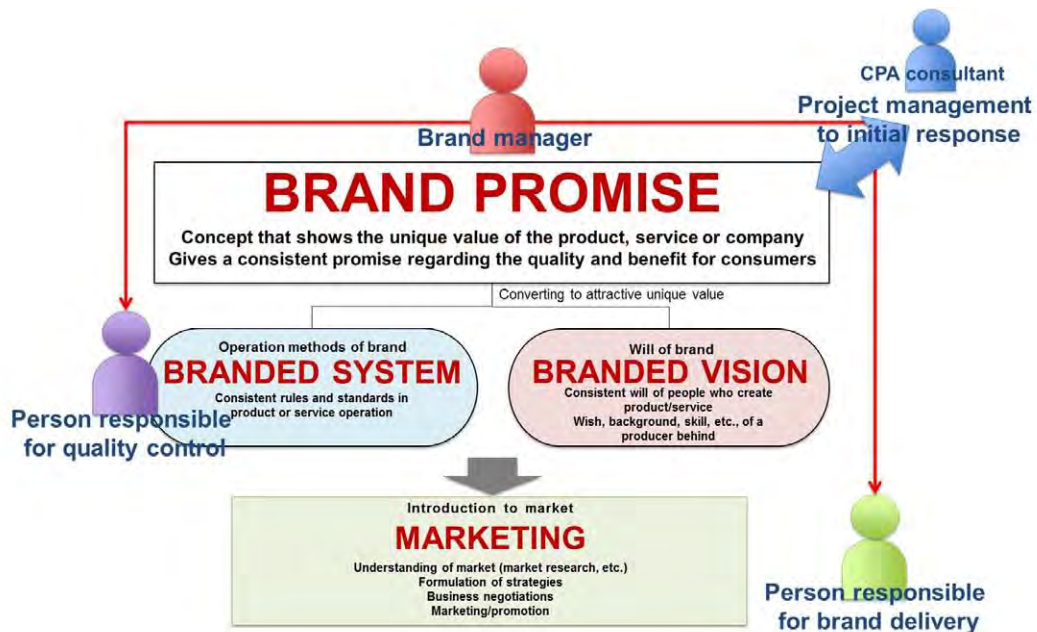 CPA consultant
Project management
to initial response
Brand manager
BRAND PROMISE
Concept that shows the unique value of the product, service or company
Gives a consistent promise regarding the quality and benefit for consumers
Converting to attractive unique value
Operation methods of brand
BRANDED SYSTEM
Consistent rules and standards in
product or service operation
Will of brand
BRANDED VISION
Consistent will of people who create
product/service
Wish, background, skill, etc., of a
producer behind
Person responsible
for quality control
Introduction to market
MARKETING
Understanding of market (market research, etc.)
Formulation of strategies
Business negotiations
Marketing/promotion
Person responsible
for brand delivery